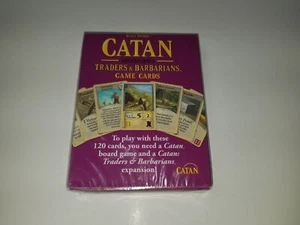 CATAN
TRADERS & BARBARIANS.
GAME CARDS
To play with these
120 cards, you need a Catan.
board game and a Catan:
Traders & Barbarians.
expansion!
CATAN